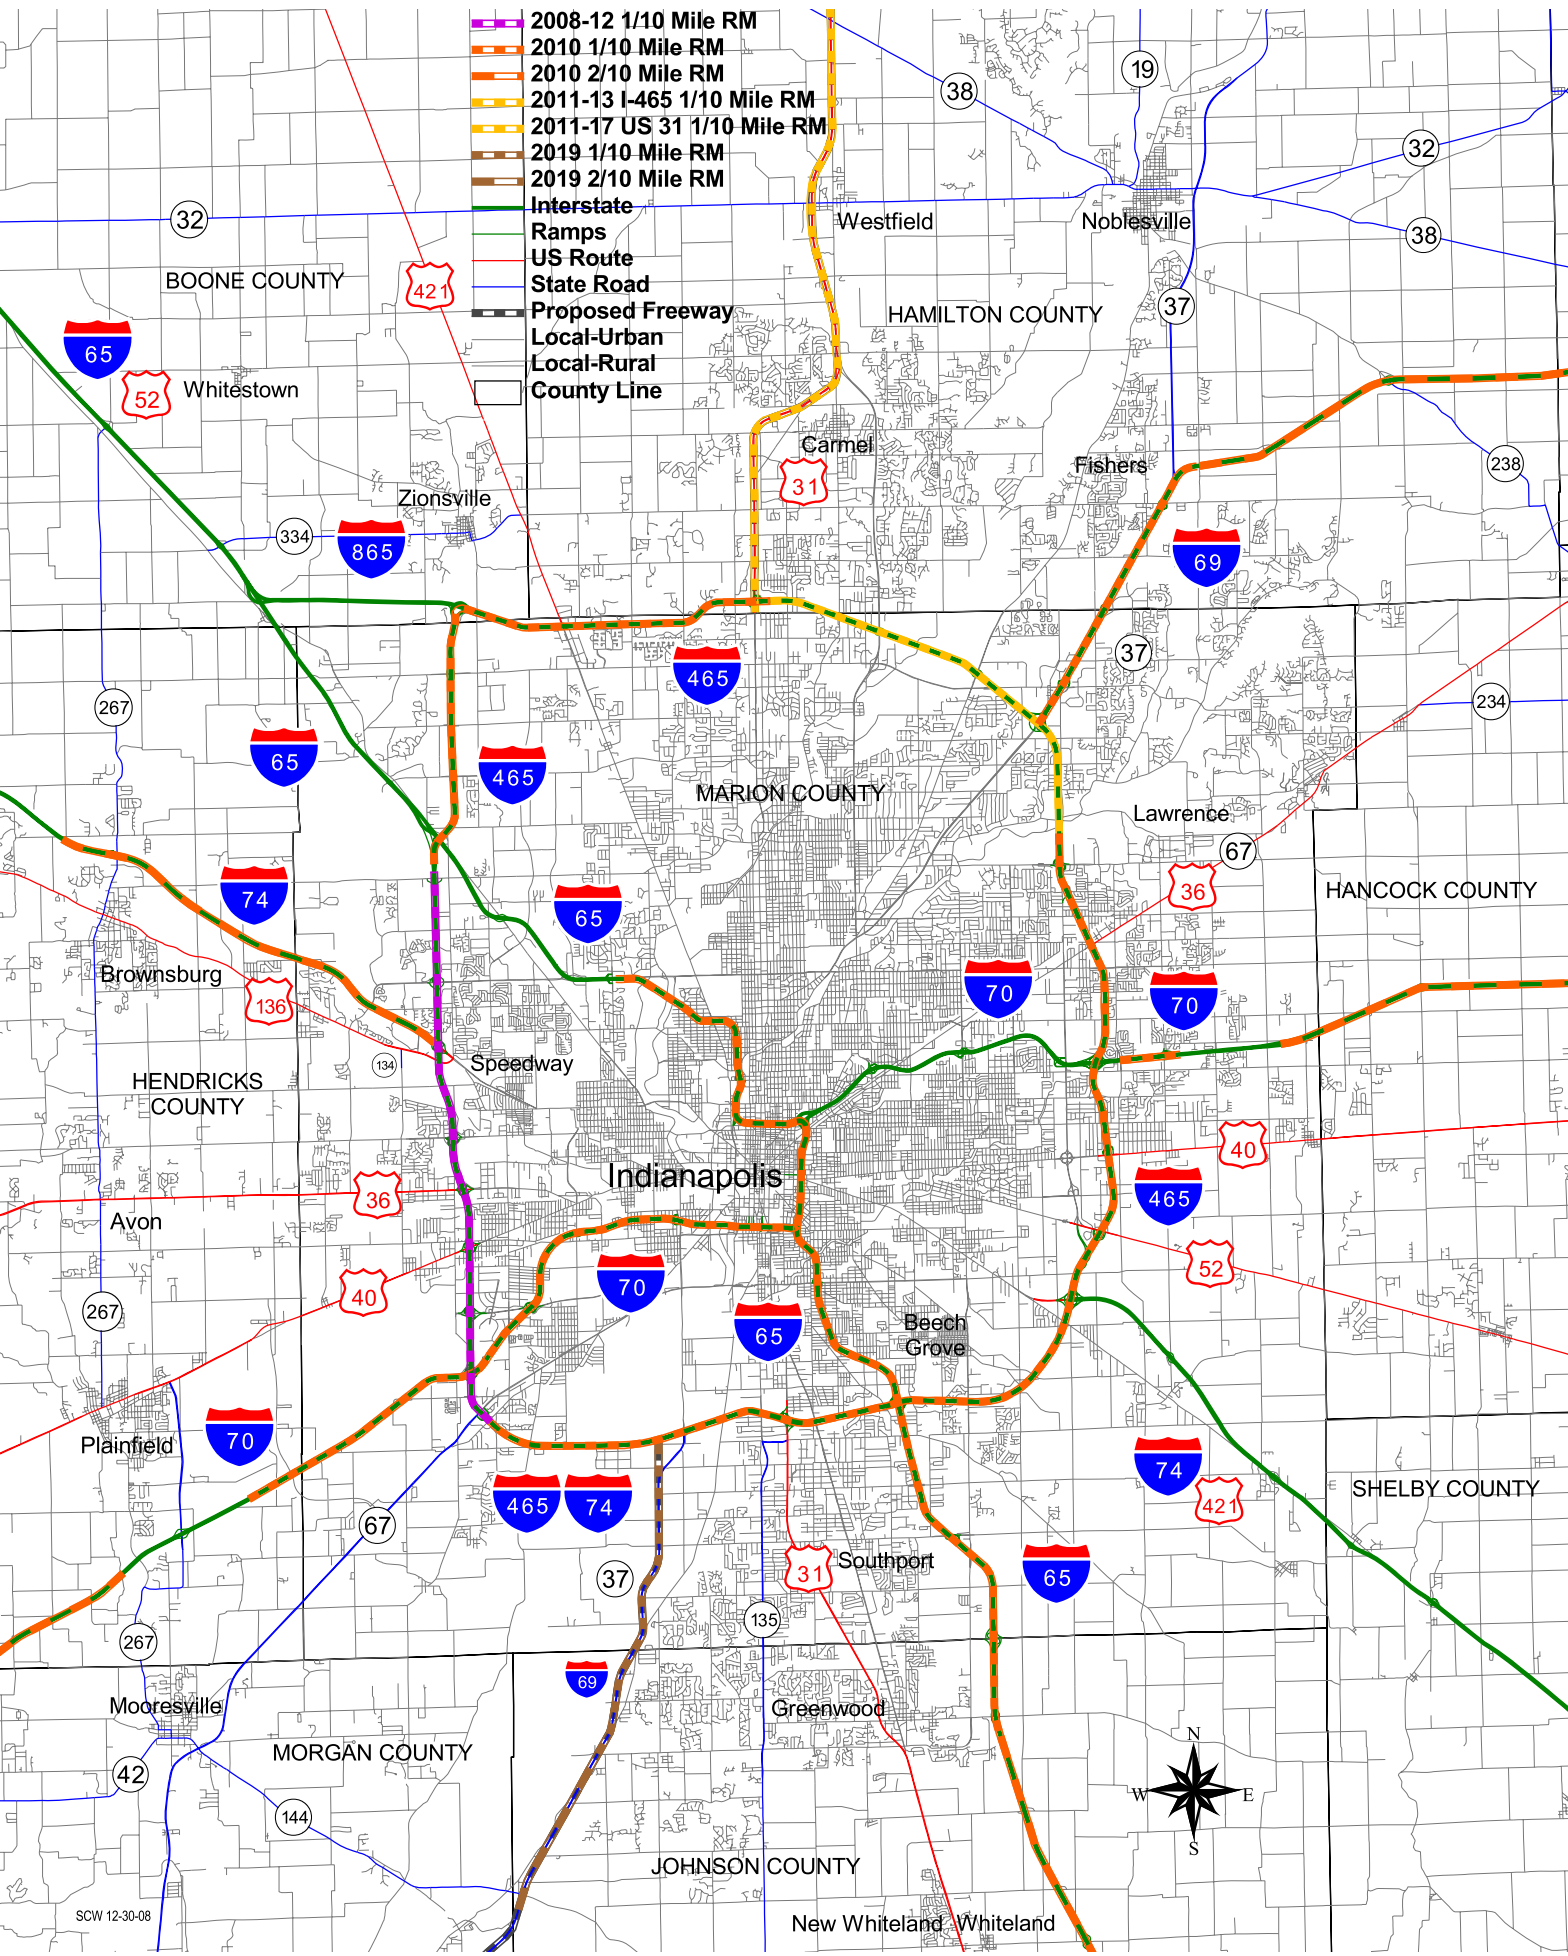 2008-12 1/10 Mile RM
2010 1/10 Mile RM
2010 2/10 Mile RM
2011-13 I-465 1/10 Mile RM
2011-17 US 31 1/10 Mile RM
2019 1/10 Mile RM
2019 2/10 Mile RM
Interstate
Ramps
US Route
State Road
Proposed Freeway
Local-Urban
Local-Rural
County Line
19
38
32
32
Westfield
Noblesville
38
BOONE COUNTY
421
37
HAMILTON COUNTY
65
52
Whitestown
Carmel
31
Fishers
238
Zionsville
334
865
69
37
465
267
234
65
465
MARION COUNTY
Lawrence
67
74
65
36
HANCOCK COUNTY
Brownsburg
136
70
70
134
Speedway
HENDRICKS
COUNTY
40
Indianapolis
36
465
Avon
52
70
40
267
65
Beech
Grove
Plainfield
70
74
421
465
74
SHELBY COUNTY
67
37
31
Southport
65
267
135
69
Mooresville
Greenwood
MORGAN COUNTY
N
42
W
E
144
S
JOHNSON COUNTY
SCW 12-30-08
New Whiteland
Whiteland